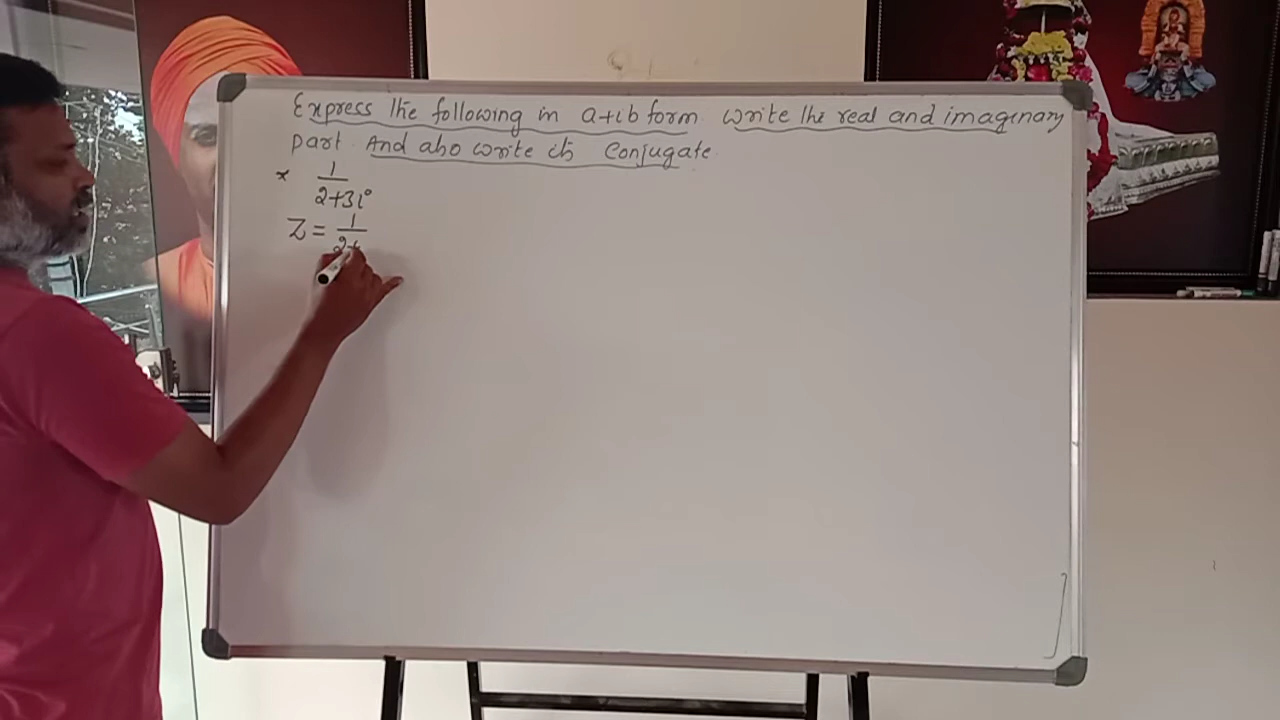 Express the following in a+ib form write the real and imaginary
part. And also write its Conjugate.
* 1/2+3i
Z = 1/2+